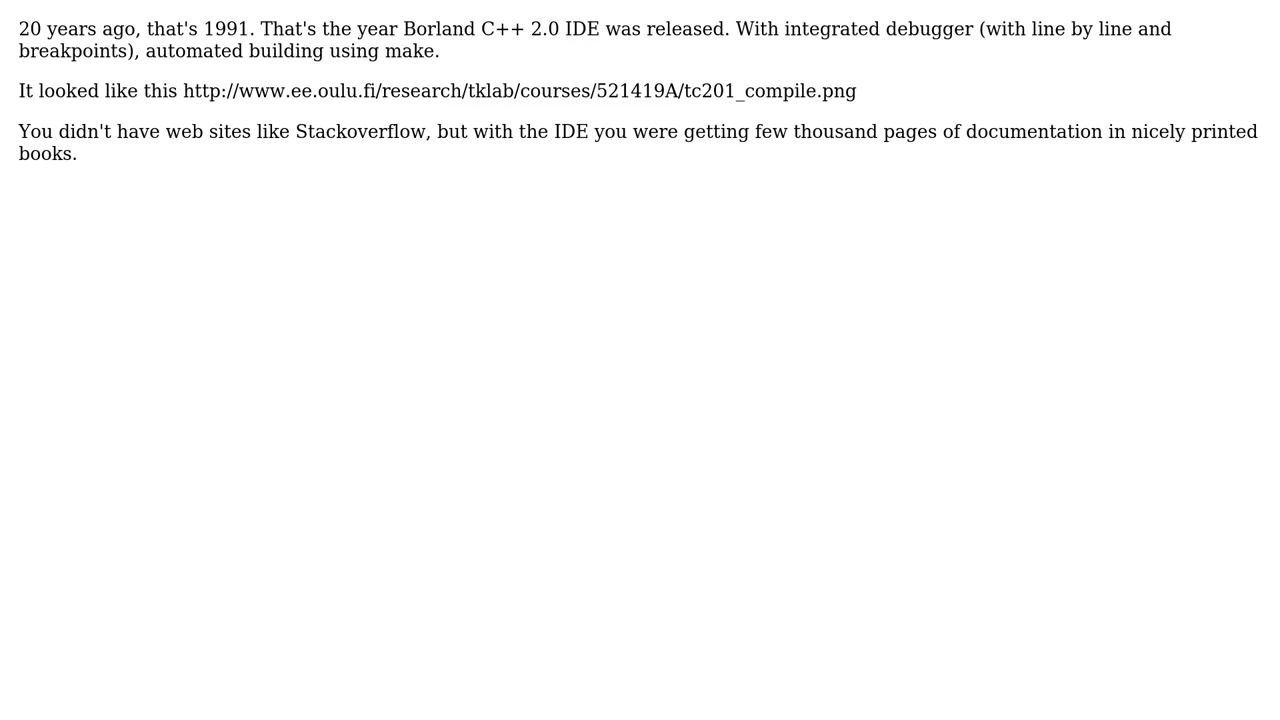 20 years ago, that's 1991. That's the year Borland C++ 2.0 IDE was released. With integrated debugger (with line by line and
breakpoints), automated building using make.
It looked like this http://www.ee.oulu.fi/research/tklab/courses/521419A/tc201_compile.png
You didn't have web sites like Stackoverflow, but with the IDE you were getting few thousand pages of documentation in nicely printed
books.